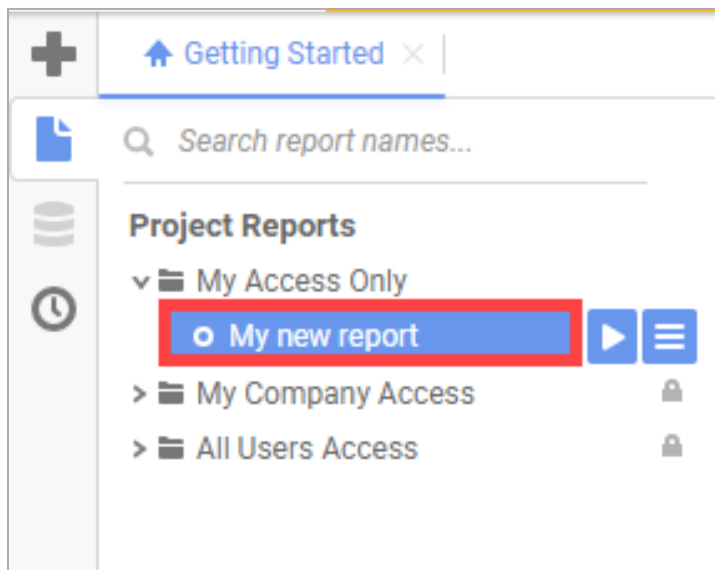 Getting Started
Search report names...
Project Reports
My Access Only
My new report
My Company Access
All Users Access